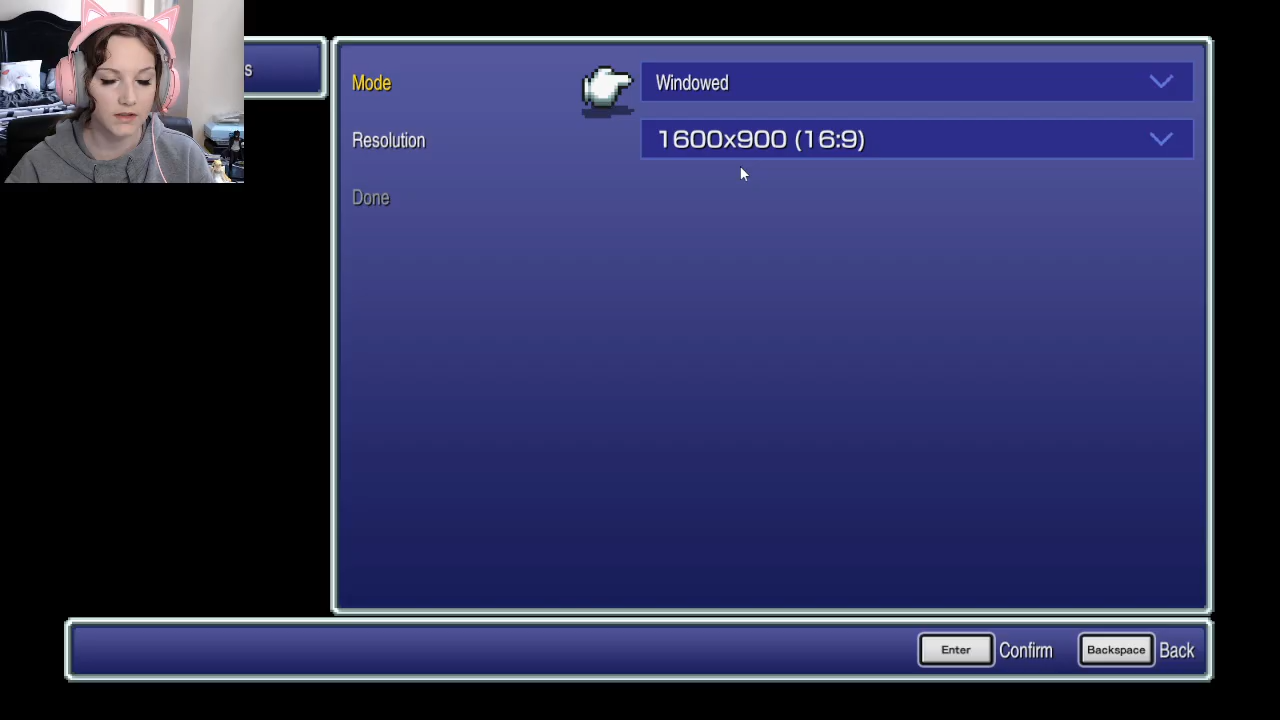 s
Mode
Windowed
Resolution
1600x900 (16:9)
Done
Enter Confirm
Backspace Back